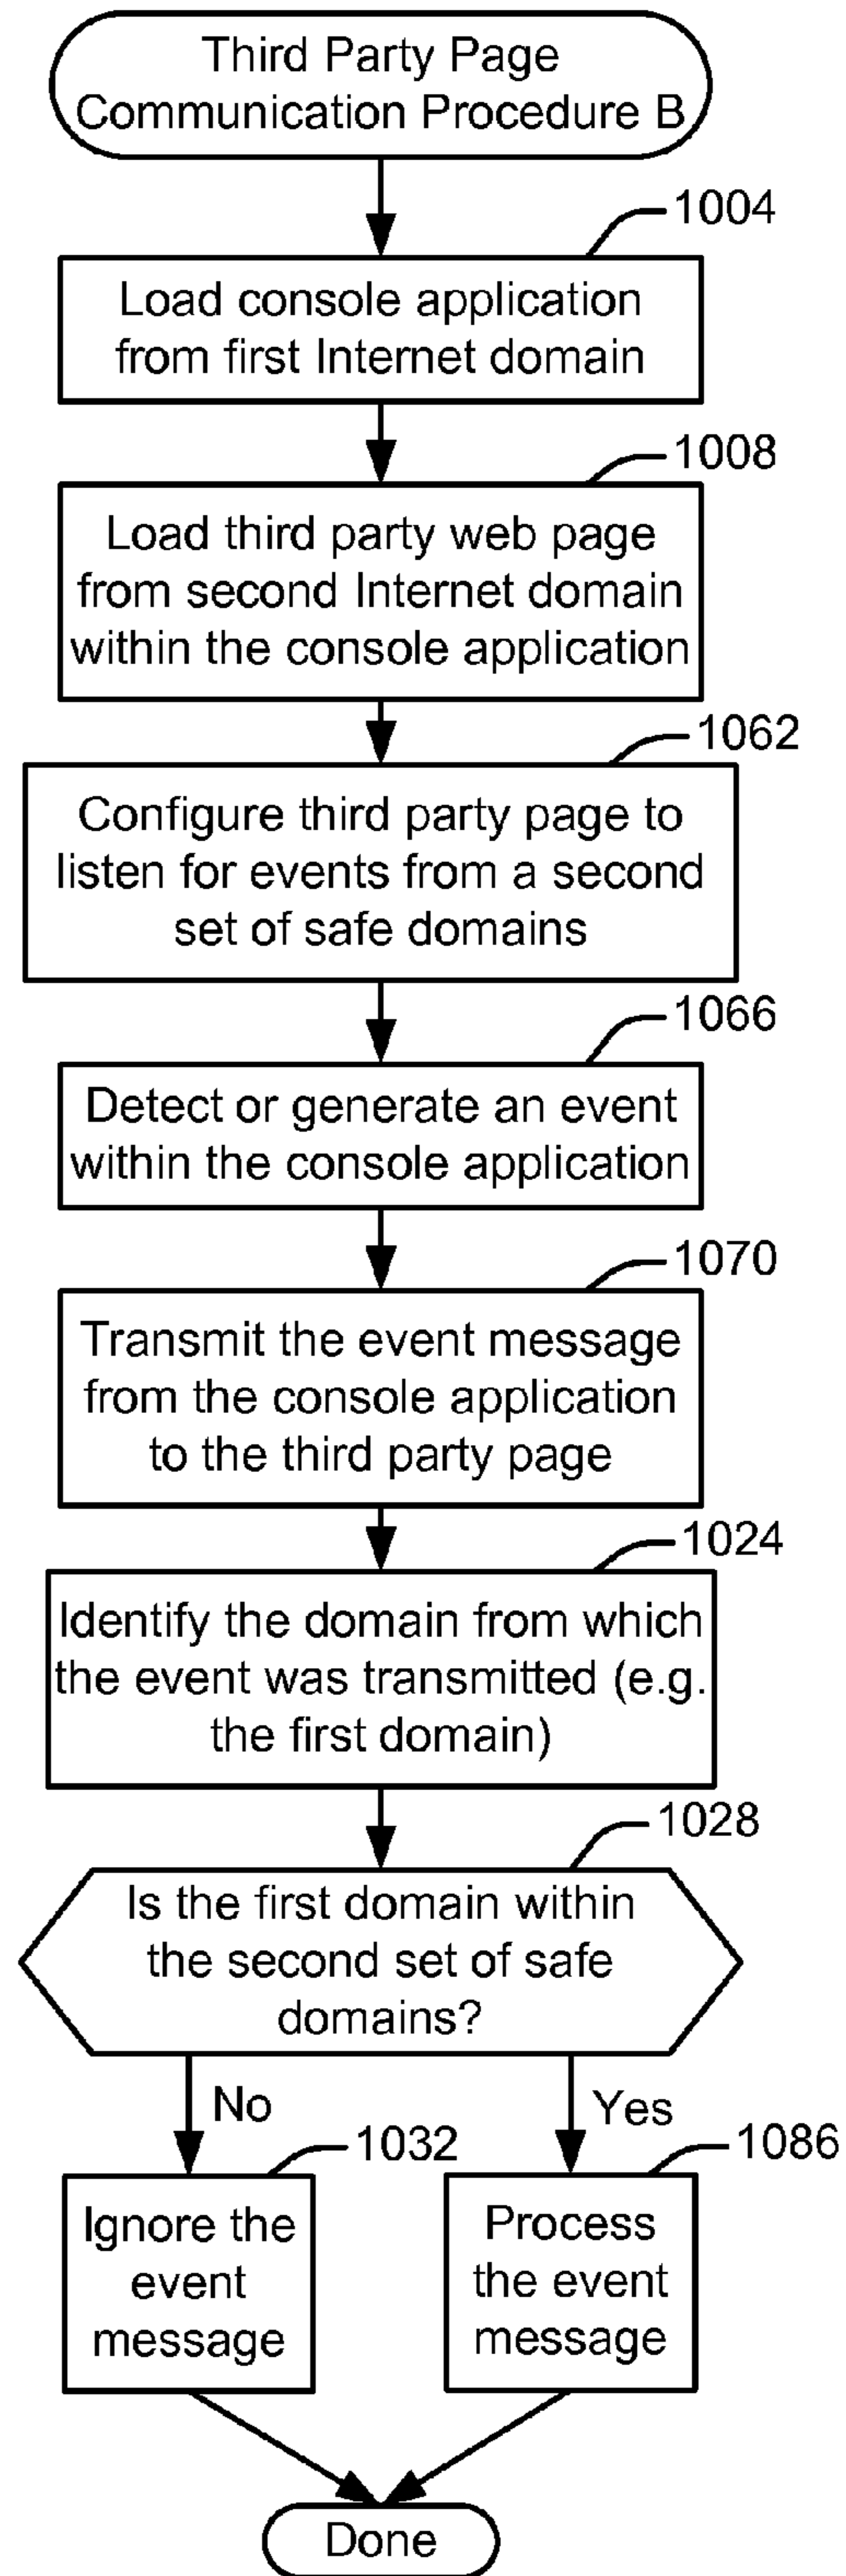 Third Party Page
Communication Procedure B
1004
Load console application
from first Internet domain
1008
Load third party web page
from second Internet domain
within the console application
1062
Configure third party page to
listen for events from a second
set of safe domains
1066
Detect or generate an event
within the console application
1070
Transmit the event message
from the console application
to the third party page
1024
Identify the domain from which
the event was transmitted (e.g.
the first domain)
1028
Is the first domain within
the second set of safe
domains?
No
Yes
1032
1086
Ignore the
event
message
Process
the event
message
Done